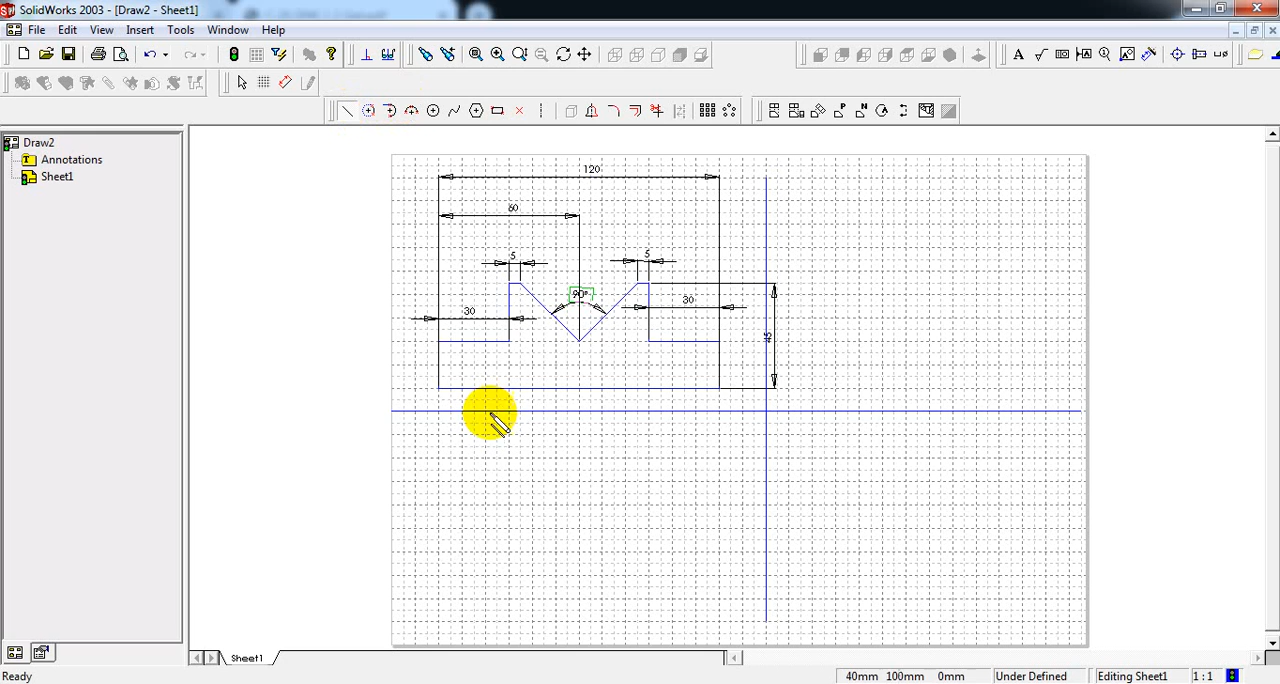 SolidWorks 2003 - [Draw2 - Sheet1]
File Edit View Insert Tools Window Help
Draw2
Annotations
Sheet1
120
60
5
5
90°
30
30
45
Sheet1
Ready
40mm 100mm 0mm
Under Defined
Editing Sheet1
1 : 1